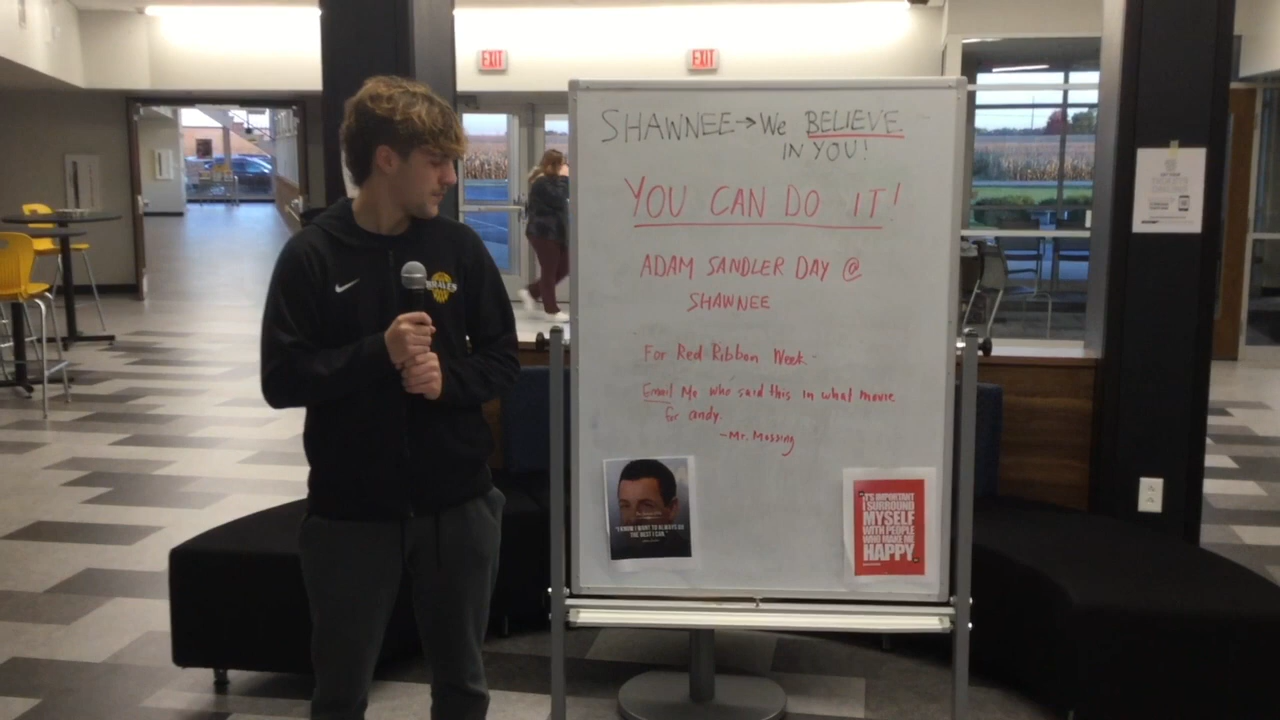 EXIT
EXIT
SHAWNEE→We BELIEVE
IN YOU!
YOU CAN DO IT!
ADAM SANDLER DAY @
SHAWNEE
For Red Ribbon Week-
Email Me who said this in what movie
for candy.
-Mr. Mossing
BRAVES
"I KNOW I WANT TO ALWAYS DO
THE BEST I CAN."
IT'S IMPORTANT
I SURROUND
MYSELF
WITH PEOPLE
WHO MAKE ME
HAPPY.